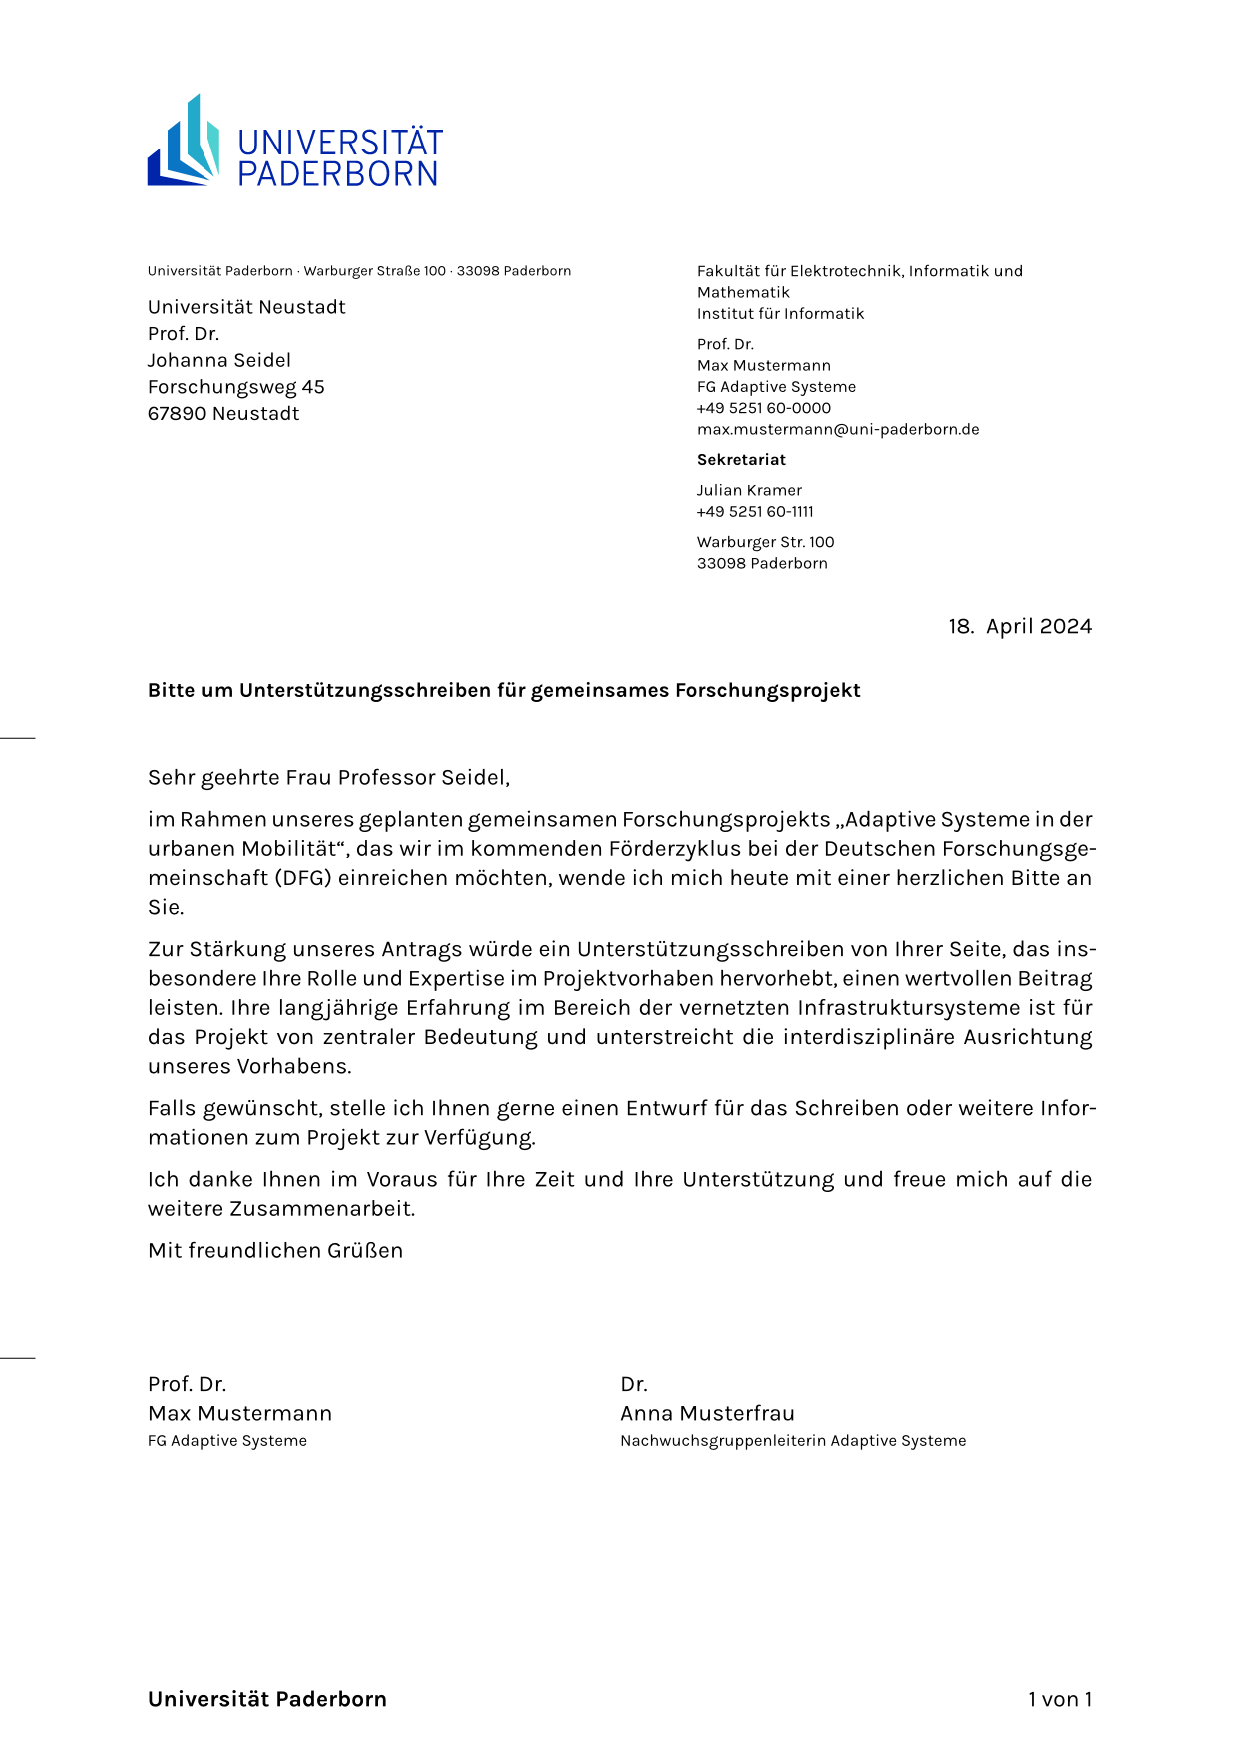 UNIVERSITÄT
PADERBORN
Universität Paderborn · Warburger Straße 100 · 33098 Paderborn
Universität Neustadt
Prof. Dr.
Johanna Seidel
Forschungsweg 45
67890 Neustadt
Fakultät für Elektrotechnik, Informatik und
Mathematik
Institut für Informatik
Prof. Dr.
Max Mustermann
FG Adaptive Systeme
+49 5251 60-0000
max.mustermann@uni-paderborn.de
Sekretariat
Julian Kramer
+49 5251 60-1111
Warburger Str. 100
33098 Paderborn
18. April 2024
Bitte um Unterstützungsschreiben für gemeinsames Forschungsprojekt
Sehr geehrte Frau Professor Seidel,
im Rahmen unseres geplanten gemeinsamen Forschungsprojekts „Adaptive Systeme in der
urbanen Mobilität“, das wir im kommenden Förderzyklus bei der Deutschen Forschungsge-
meinschaft (DFG) einreichen möchten, wende ich mich heute mit einer herzlichen Bitte an
Sie.
Zur Stärkung unseres Antrags würde ein Unterstützungsschreiben von Ihrer Seite, das ins-
besondere Ihre Rolle und Expertise im Projektvorhaben hervorhebt, einen wertvollen Beitrag
leisten. Ihre langjährige Erfahrung im Bereich der vernetzten Infrastruktursysteme ist für
das Projekt von zentraler Bedeutung und unterstreicht die interdisziplinäre Ausrichtung
unseres Vorhabens.
Falls gewünscht, stelle ich Ihnen gerne einen Entwurf für das Schreiben oder weitere Infor-
mationen zum Projekt zur Verfügung.
Ich danke Ihnen im Voraus für Ihre Zeit und Ihre Unterstützung und freue mich auf die
weitere Zusammenarbeit.
Mit freundlichen Grüßen
Prof. Dr.
Max Mustermann
FG Adaptive Systeme
Dr.
Anna Musterfrau
Nachwuchsgruppenleiterin Adaptive Systeme
Universität Paderborn
1 von 1